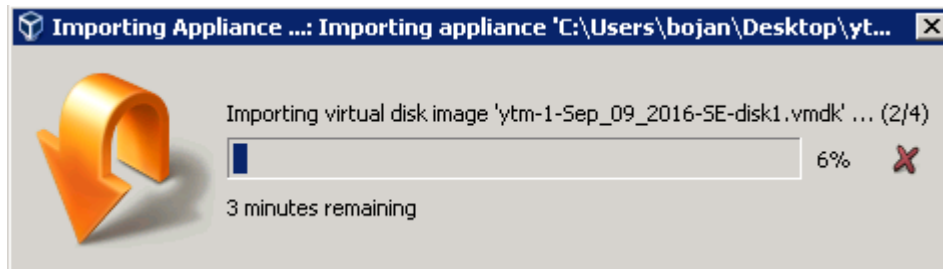 Importing Appliance ...: Importing appliance 'C:\Users\bojan\Desktop\yt...
Importing virtual disk image 'ytm-1-Sep_09_2016-SE-disk1.vmdk' ... (2/4)
6%
3 minutes remaining